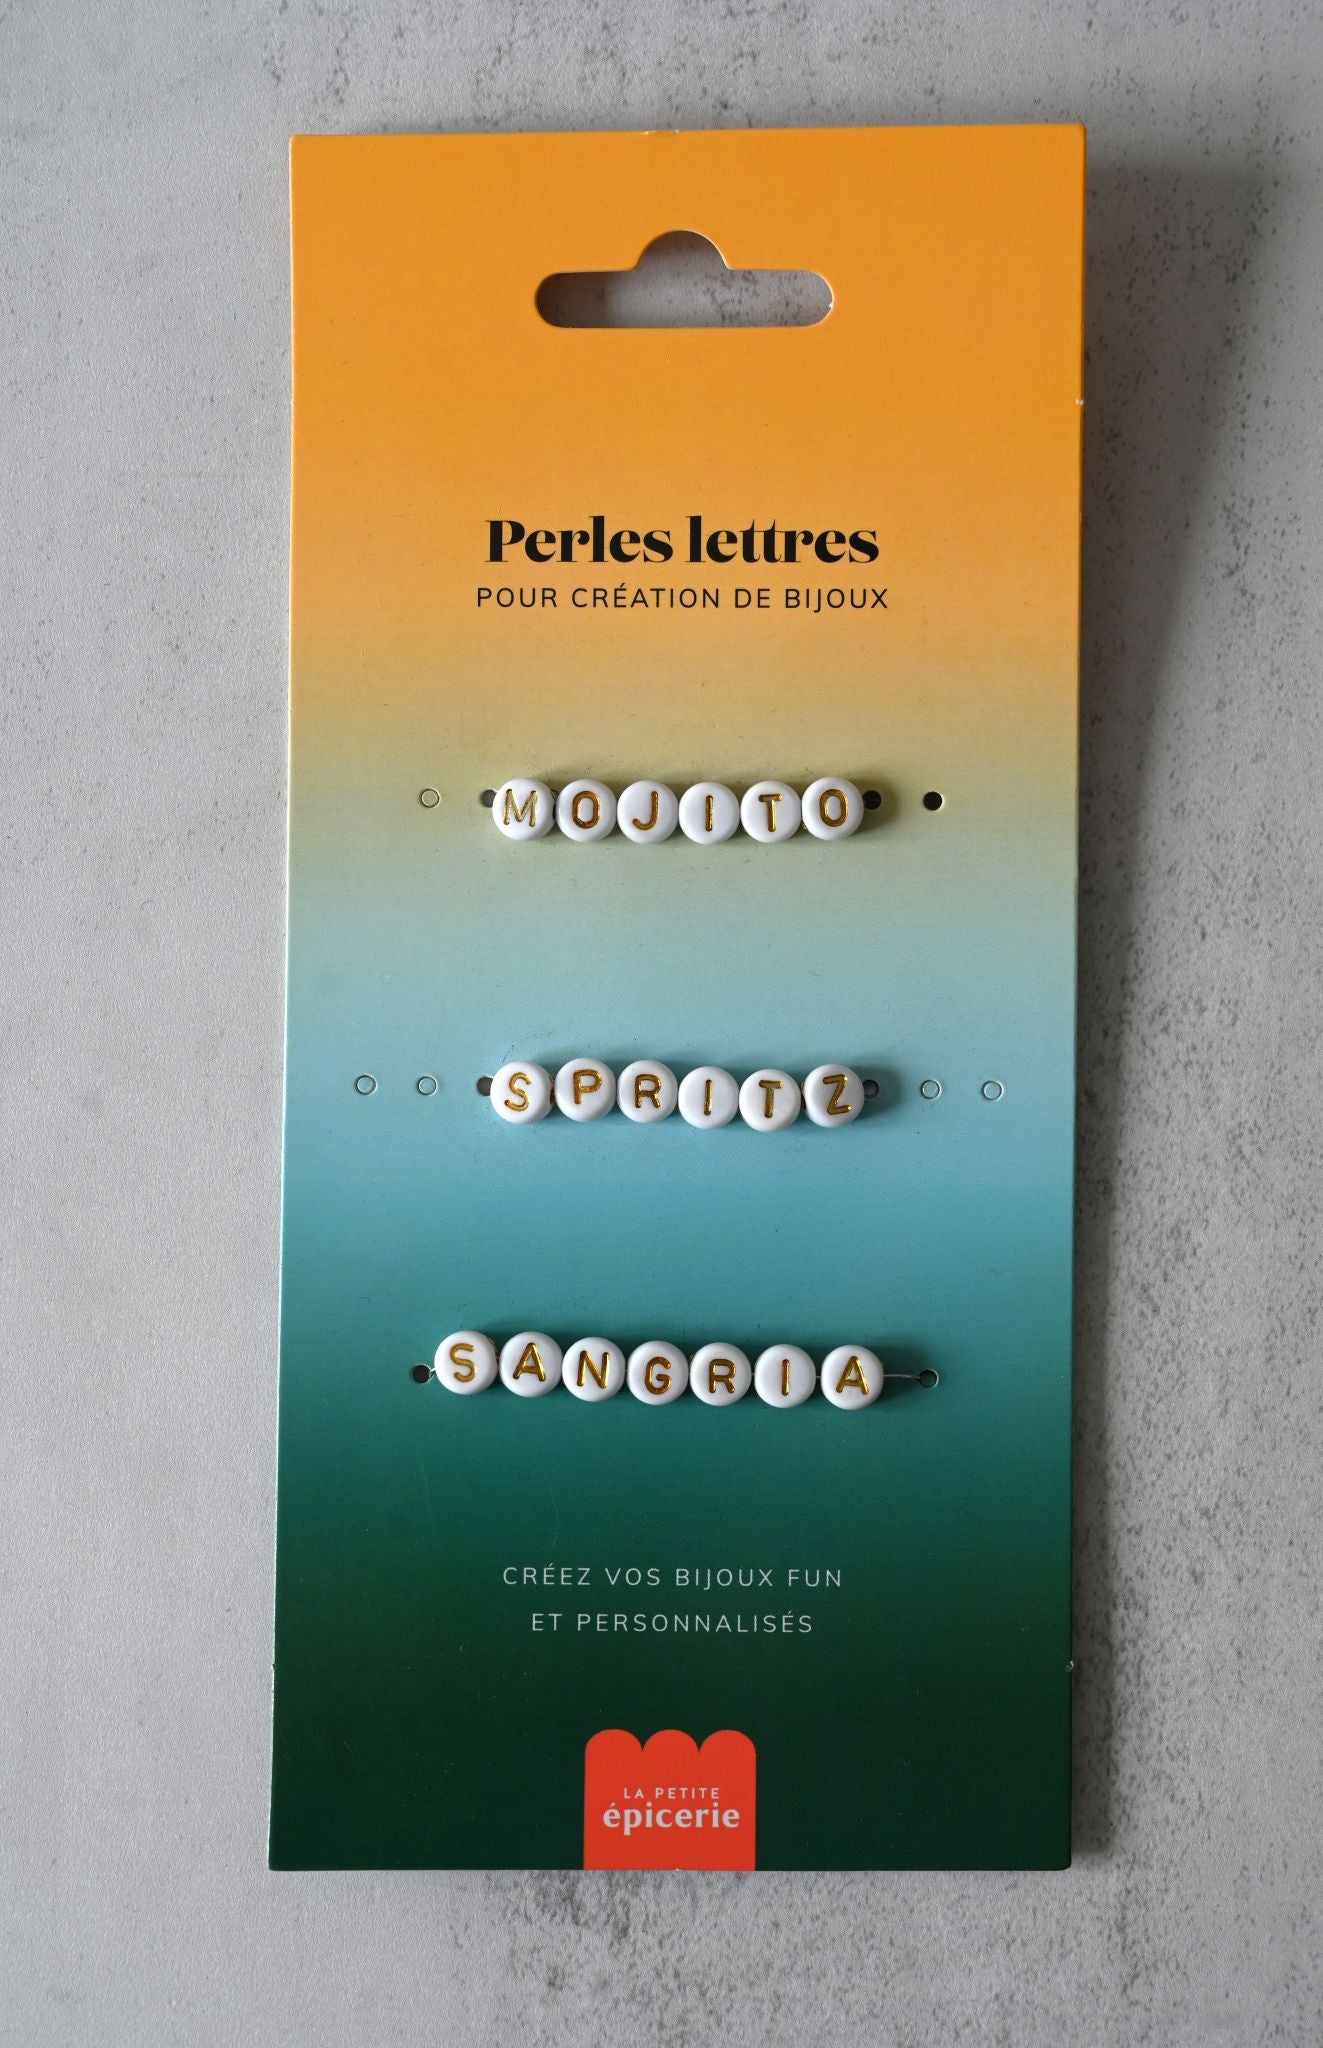 Perles lettres
POUR CRÉATION DE BIJOUX
MOJITO
SPRITZ
SANGRIA
CRÉEZ VOS BIJOUX FUN
ET PERSONNALISÉS
LA PETITE
épicerie